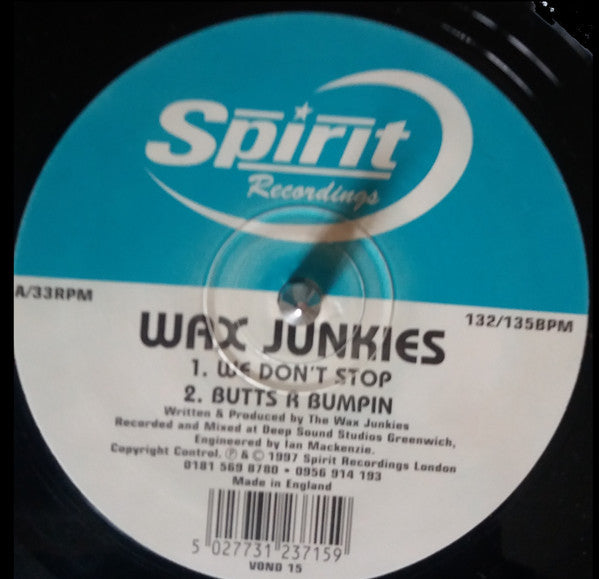 Spirit
Recordings
A/33RPM
132/135BPM
WAX JUNKIES
1. WE DON'T STOP
2. BUTTS R BUMPIN
Written & Produced by The Wax Junkies
Recorded and Mixed at Deep Sound Studios Greenwich,
Engineered by Ian Mackenzie.
Copyright Control. ℗ & © 1997 Spirit Recordings London
0181 569 8780 • 0956 914 193
Made in England
5 027731 237159
VOND 15